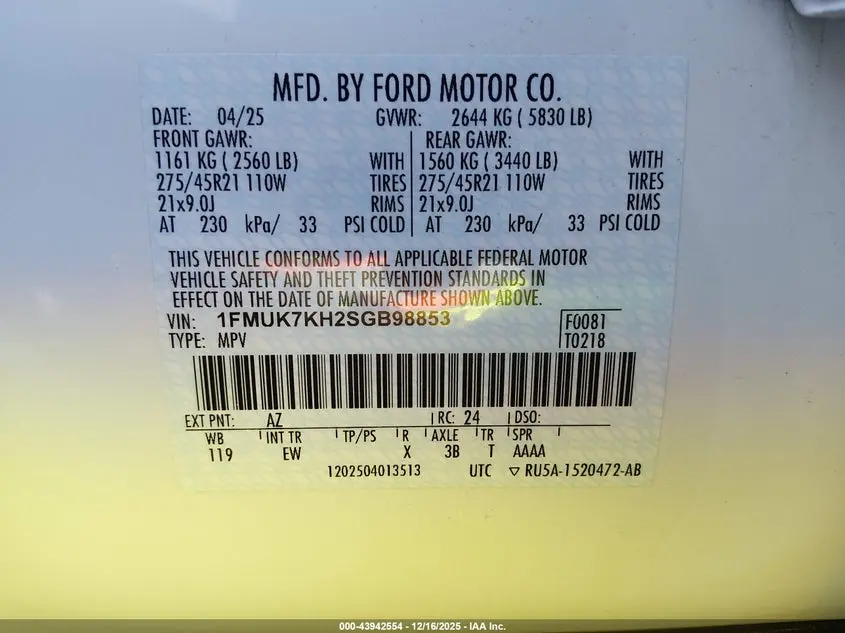 MFD. BY FORD MOTOR CO.
DATE: 04/25 GVWR: 2644 KG ( 5830 LB)
FRONT GAWR: REAR GAWR:
1161 KG ( 2560 LB) WITH 1560 KG ( 3440 LB) WITH
275/45R21 110W TIRES 275/45R21 110W TIRES
21x9.0J RIMS 21x9.0J RIMS
AT 230 kPa/ 33 PSI COLD AT 230 kPa/ 33 PSI COLD
THIS VEHICLE CONFORMS TO ALL APPLICABLE FEDERAL MOTOR
VEHICLE SAFETY AND THEFT PREVENTION STANDARDS IN
EFFECT ON THE DATE OF MANUFACTURE SHOWN ABOVE.
VIN: 1FMUK7KH2SGB98853 F0081
TYPE: MPV T0218
EXT PNT: AZ RC: 24 DSO:
WB INT TR TP/PS R AXLE TR SPR
119 EW X 3B T AAAA
1202504013513 UTC ▽ RU5A-1520472-AB
000-43942554 - 12/16/2025 - IAA Inc.